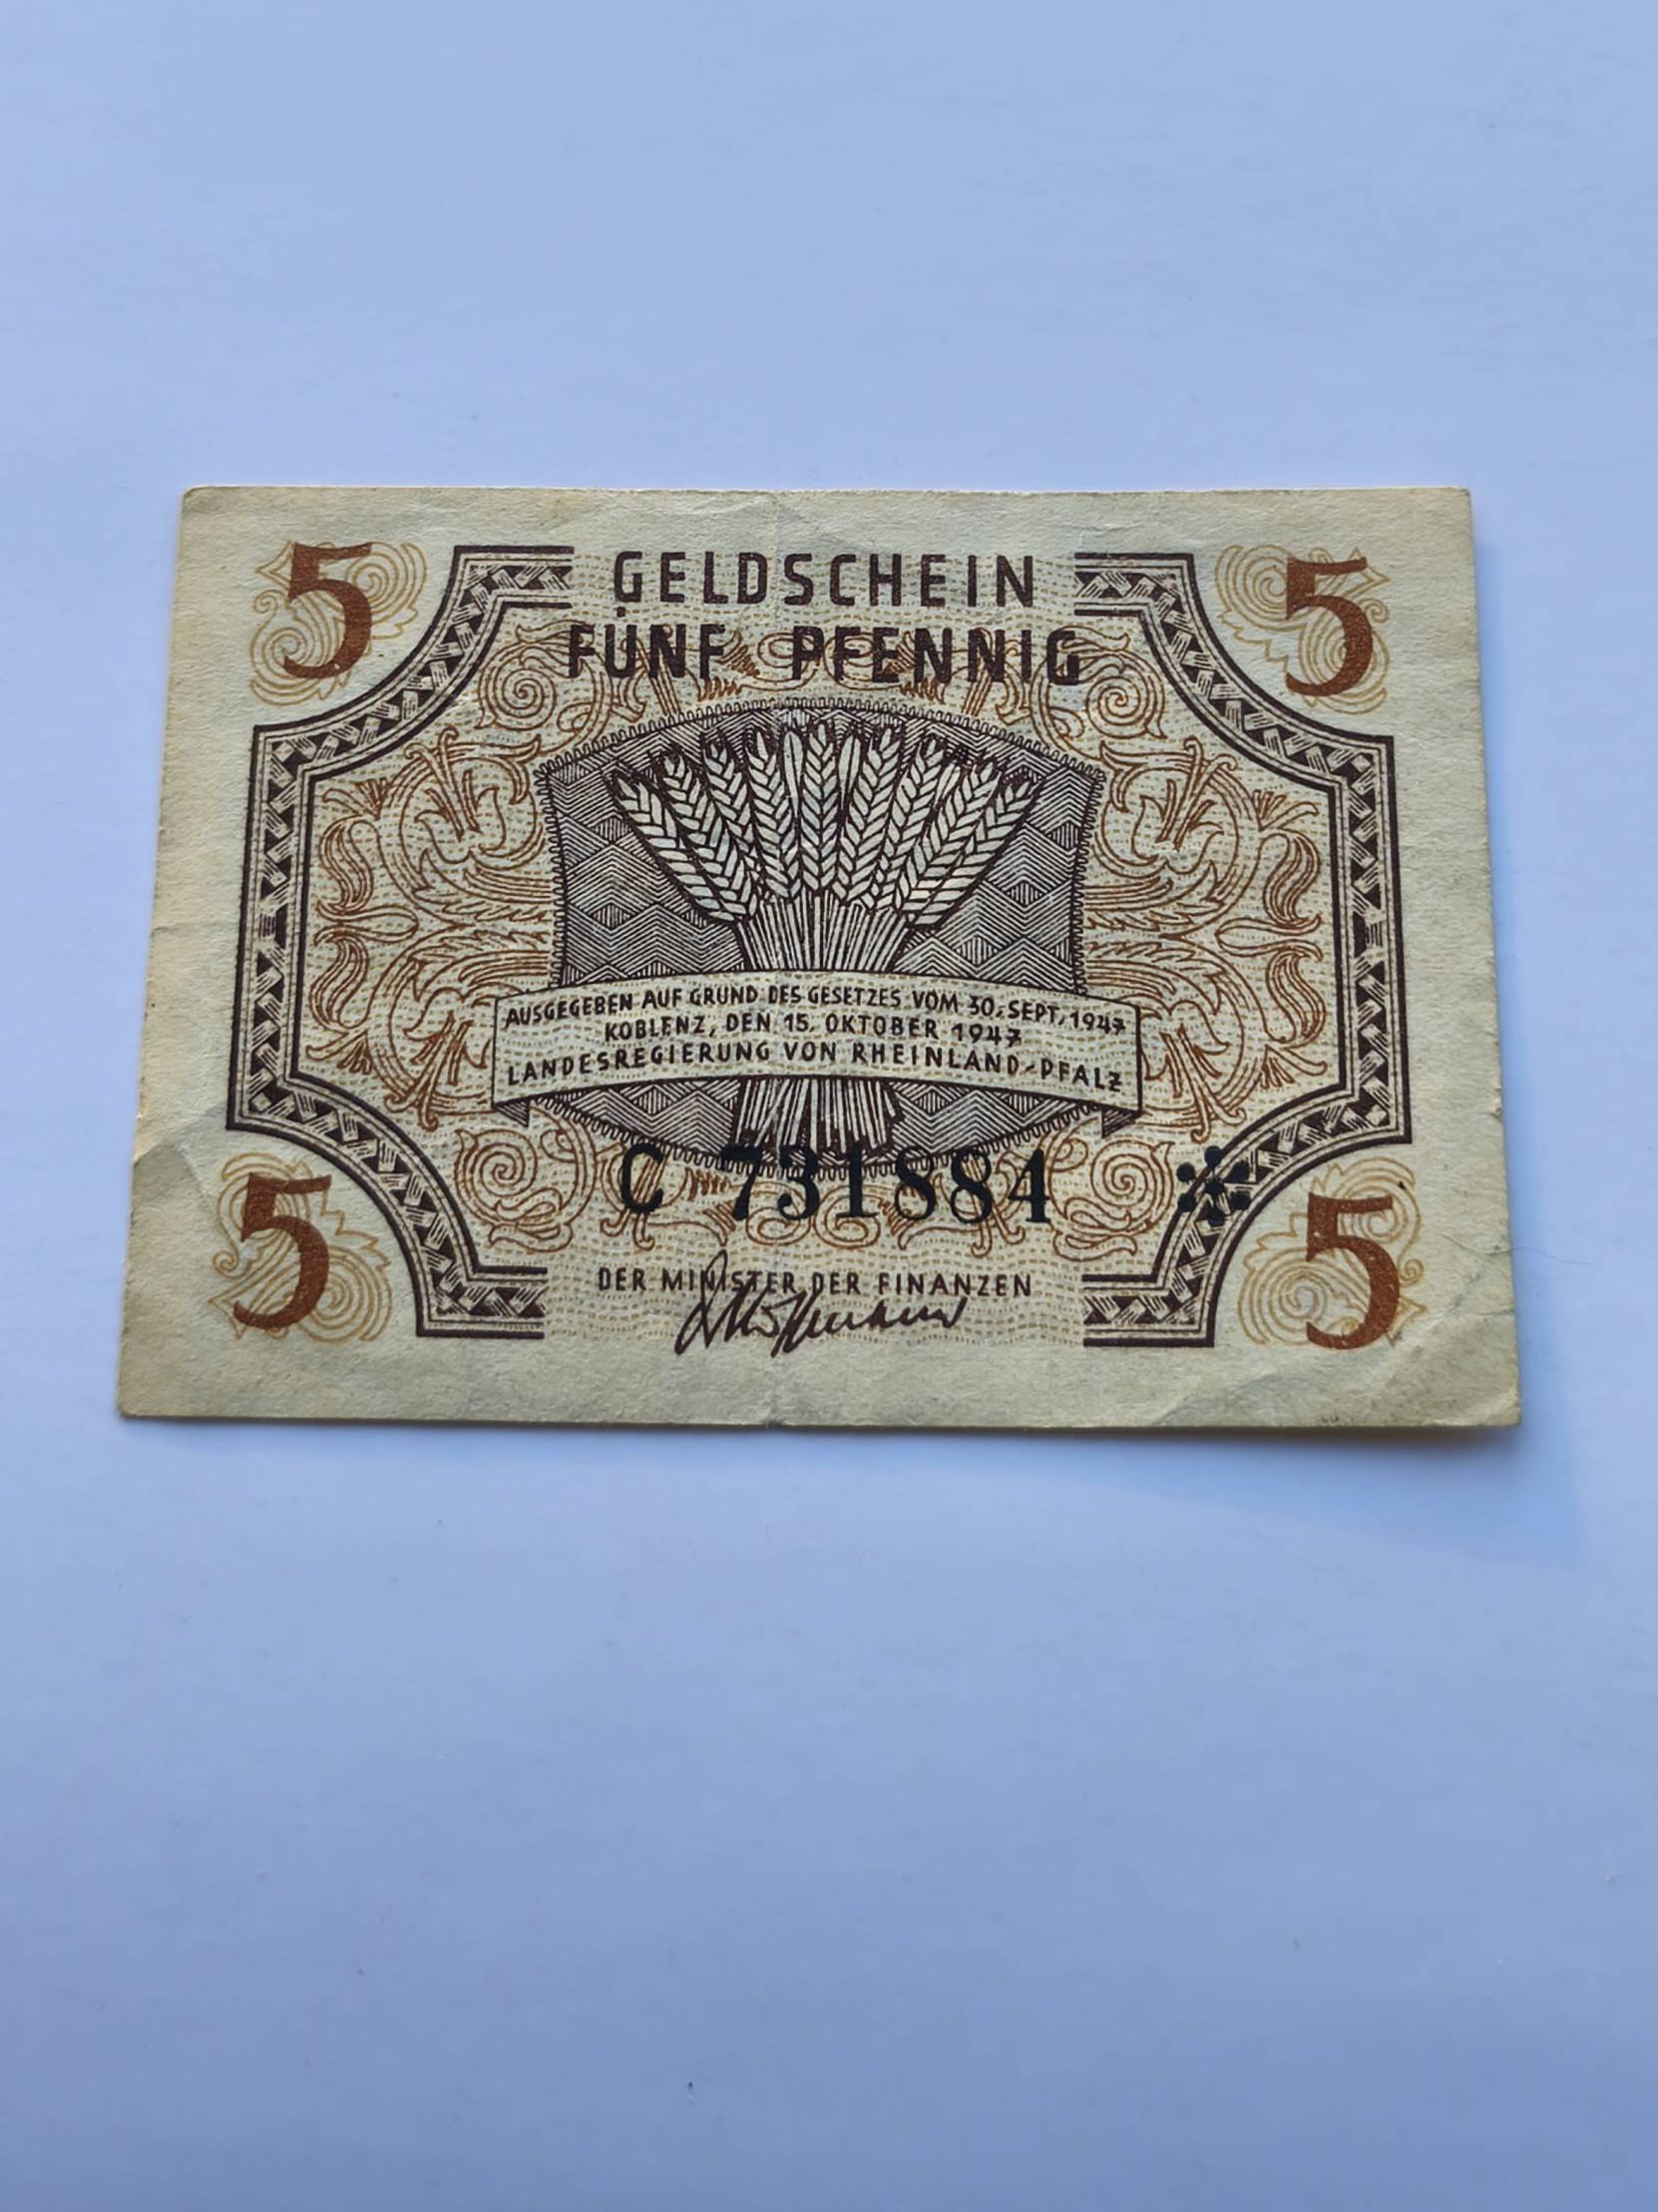 5 GELDSCHEIN 5
FÜNF PFENNIG
AUSGEGEBEN AUF GRUND DES GESETZES VOM 30. SEPT. 1947
KOBLENZ, DEN 15. OKTOBER 1947
LANDESREGIERUNG VON RHEINLAND-PFALZ
C 731884
5 5
DER MINISTER DER FINANZEN